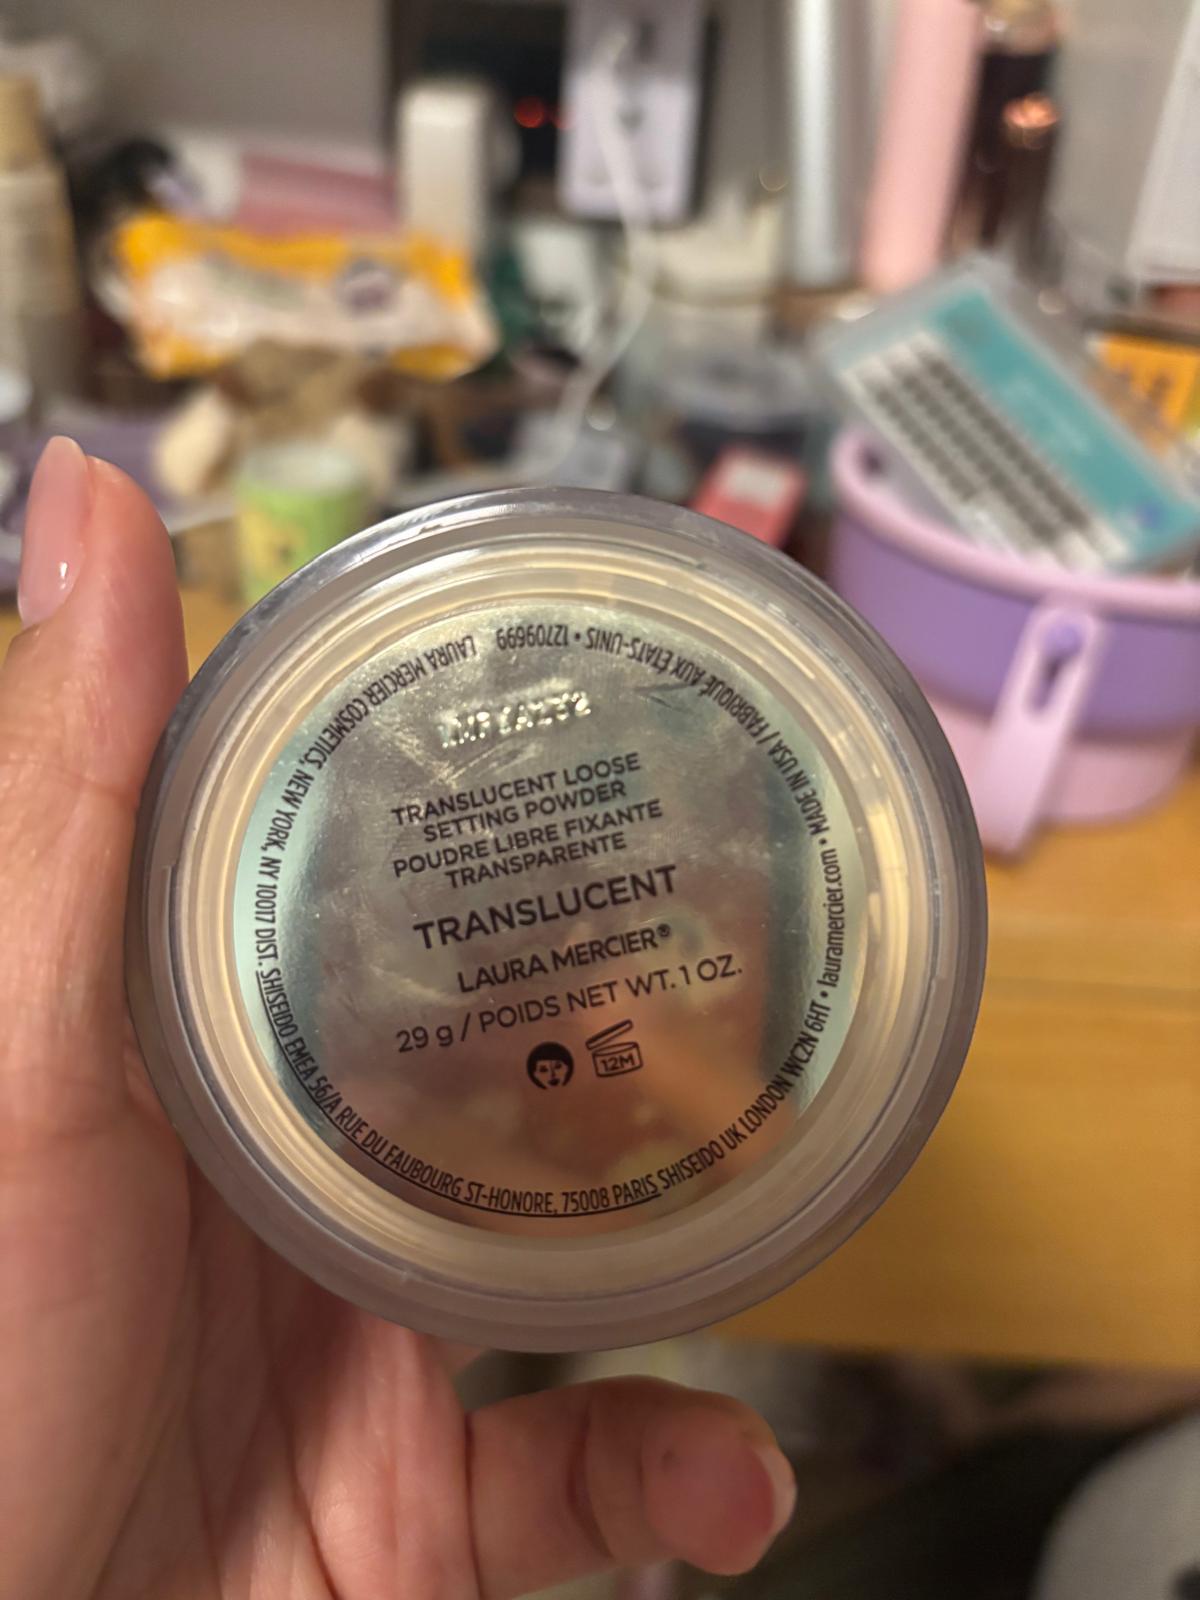 TRANSLUCENT LOOSE
SETTING POWDER
POUDRE LIBRE FIXANTE
TRANSPARENTE
TRANSLUCENT
LAURA MERCIER®
29 g / POIDS NET WT. 1 OZ.
12M
LAURA MERCIER COSMETICS, NEW YORK, NY 10017 DIST. SHISEIDO EMEA 56/A RUE DU FAUBOURG ST-HONORE, 75008 PARIS SHISEIDO UK LONDON WC2N 6HT • lauramercier.com • MADE IN USA / FABRIQUÉ AUX ÉTATS-UNIS • 12709699